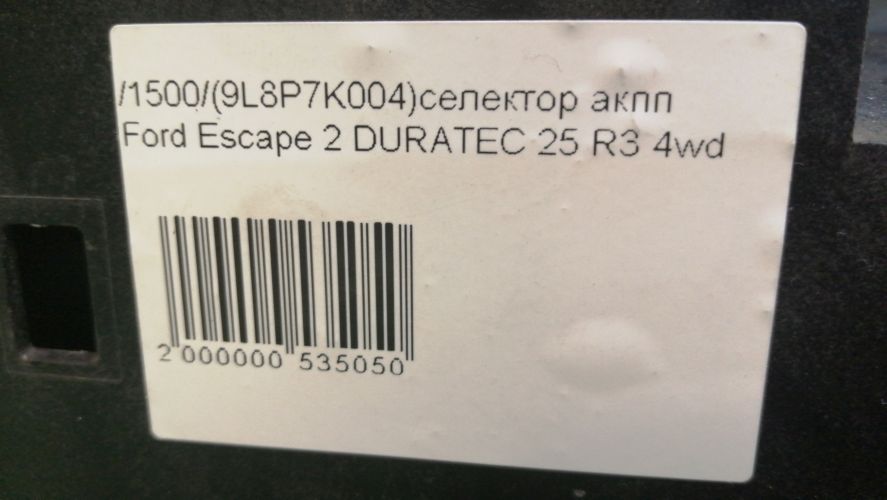 /1500/(9L8P7K004)селектор акпп
Ford Escape 2 DURATEC 25 R3 4wd
2 000000 535050